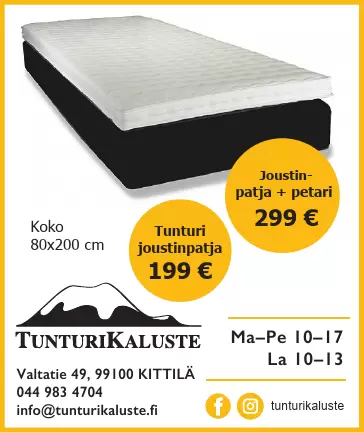 Joustin-
patja + petari
299 €
Koko
80x200 cm
Tunturi
joustinpatja
199 €
TUNTURIKALUSTE
Valtatie 49, 99100 KITTILÄ
044 983 4704
info@tunturikaluste.fi
Ma–Pe 10–17
La 10–13
tunturikaluste